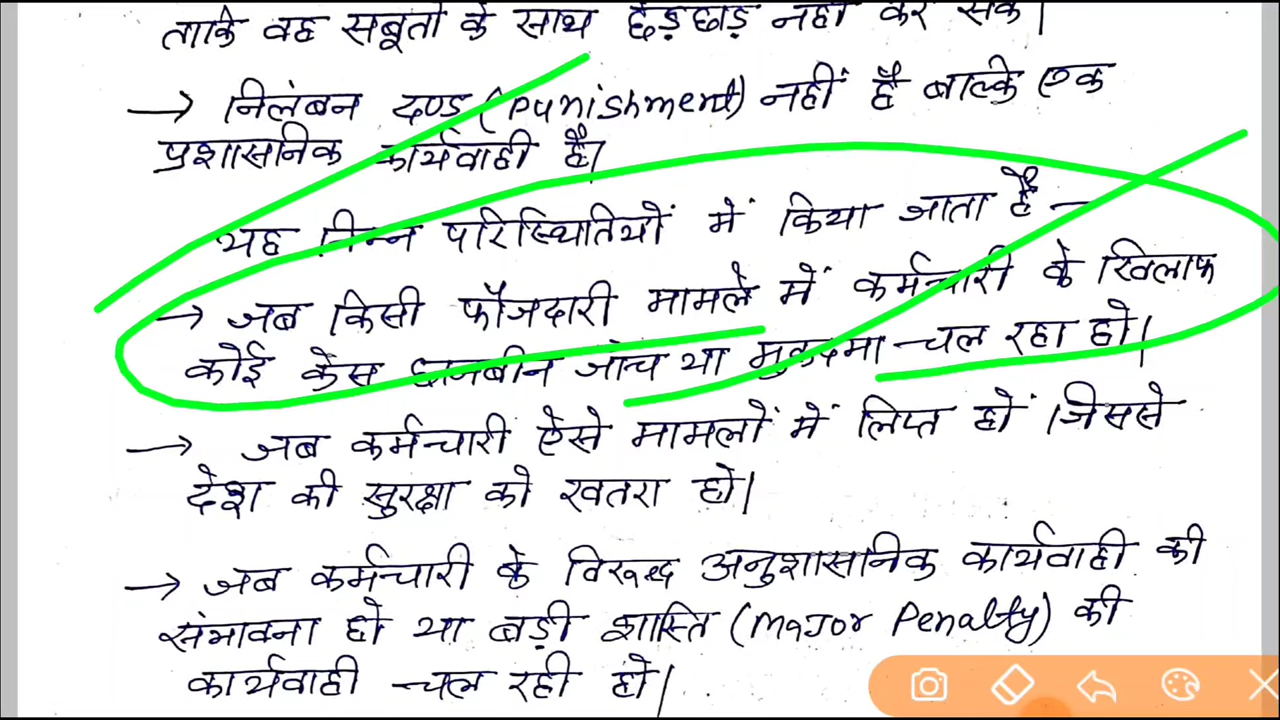 ताकि वह सबूतों के साथ छेड़छाड़ नहीं कर सके।
→ निलंबन दण्ड (Punishment) नहीं है बल्कि एक
प्रशासनिक कार्यवाही है।
यह निम्न परिस्थितियों में किया जाता है –
→ जब किसी फौजदारी मामले में कर्मचारी के खिलाफ
कोई केस छानबीन जांच या मुकदमा चल रहा हो।
→ जब कर्मचारी ऐसे मामलों में लिप्त हों जिससे
देश की सुरक्षा को खतरा हो।
→ जब कर्मचारी के विरूद्ध अनुशासनिक कार्यवाही की
संभावना हो या बड़ी शास्ति (Major Penalty) की
कार्यवाही चल रही हो।